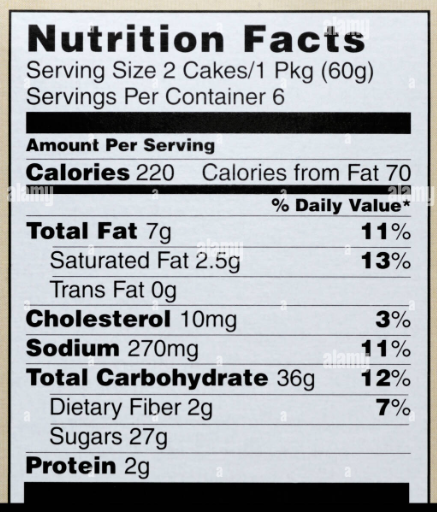 Nutrition Facts
Serving Size 2 Cakes/1 Pkg (60g)
Servings Per Container 6
Amount Per Serving
Calories 220 Calories from Fat 70
% Daily Value*
Total Fat 7g 11%
Saturated Fat 2.5g 13%
Trans Fat 0g
Cholesterol 10mg 3%
Sodium 270mg 11%
Total Carbohydrate 36g 12%
Dietary Fiber 2g 7%
Sugars 27g
Protein 2g